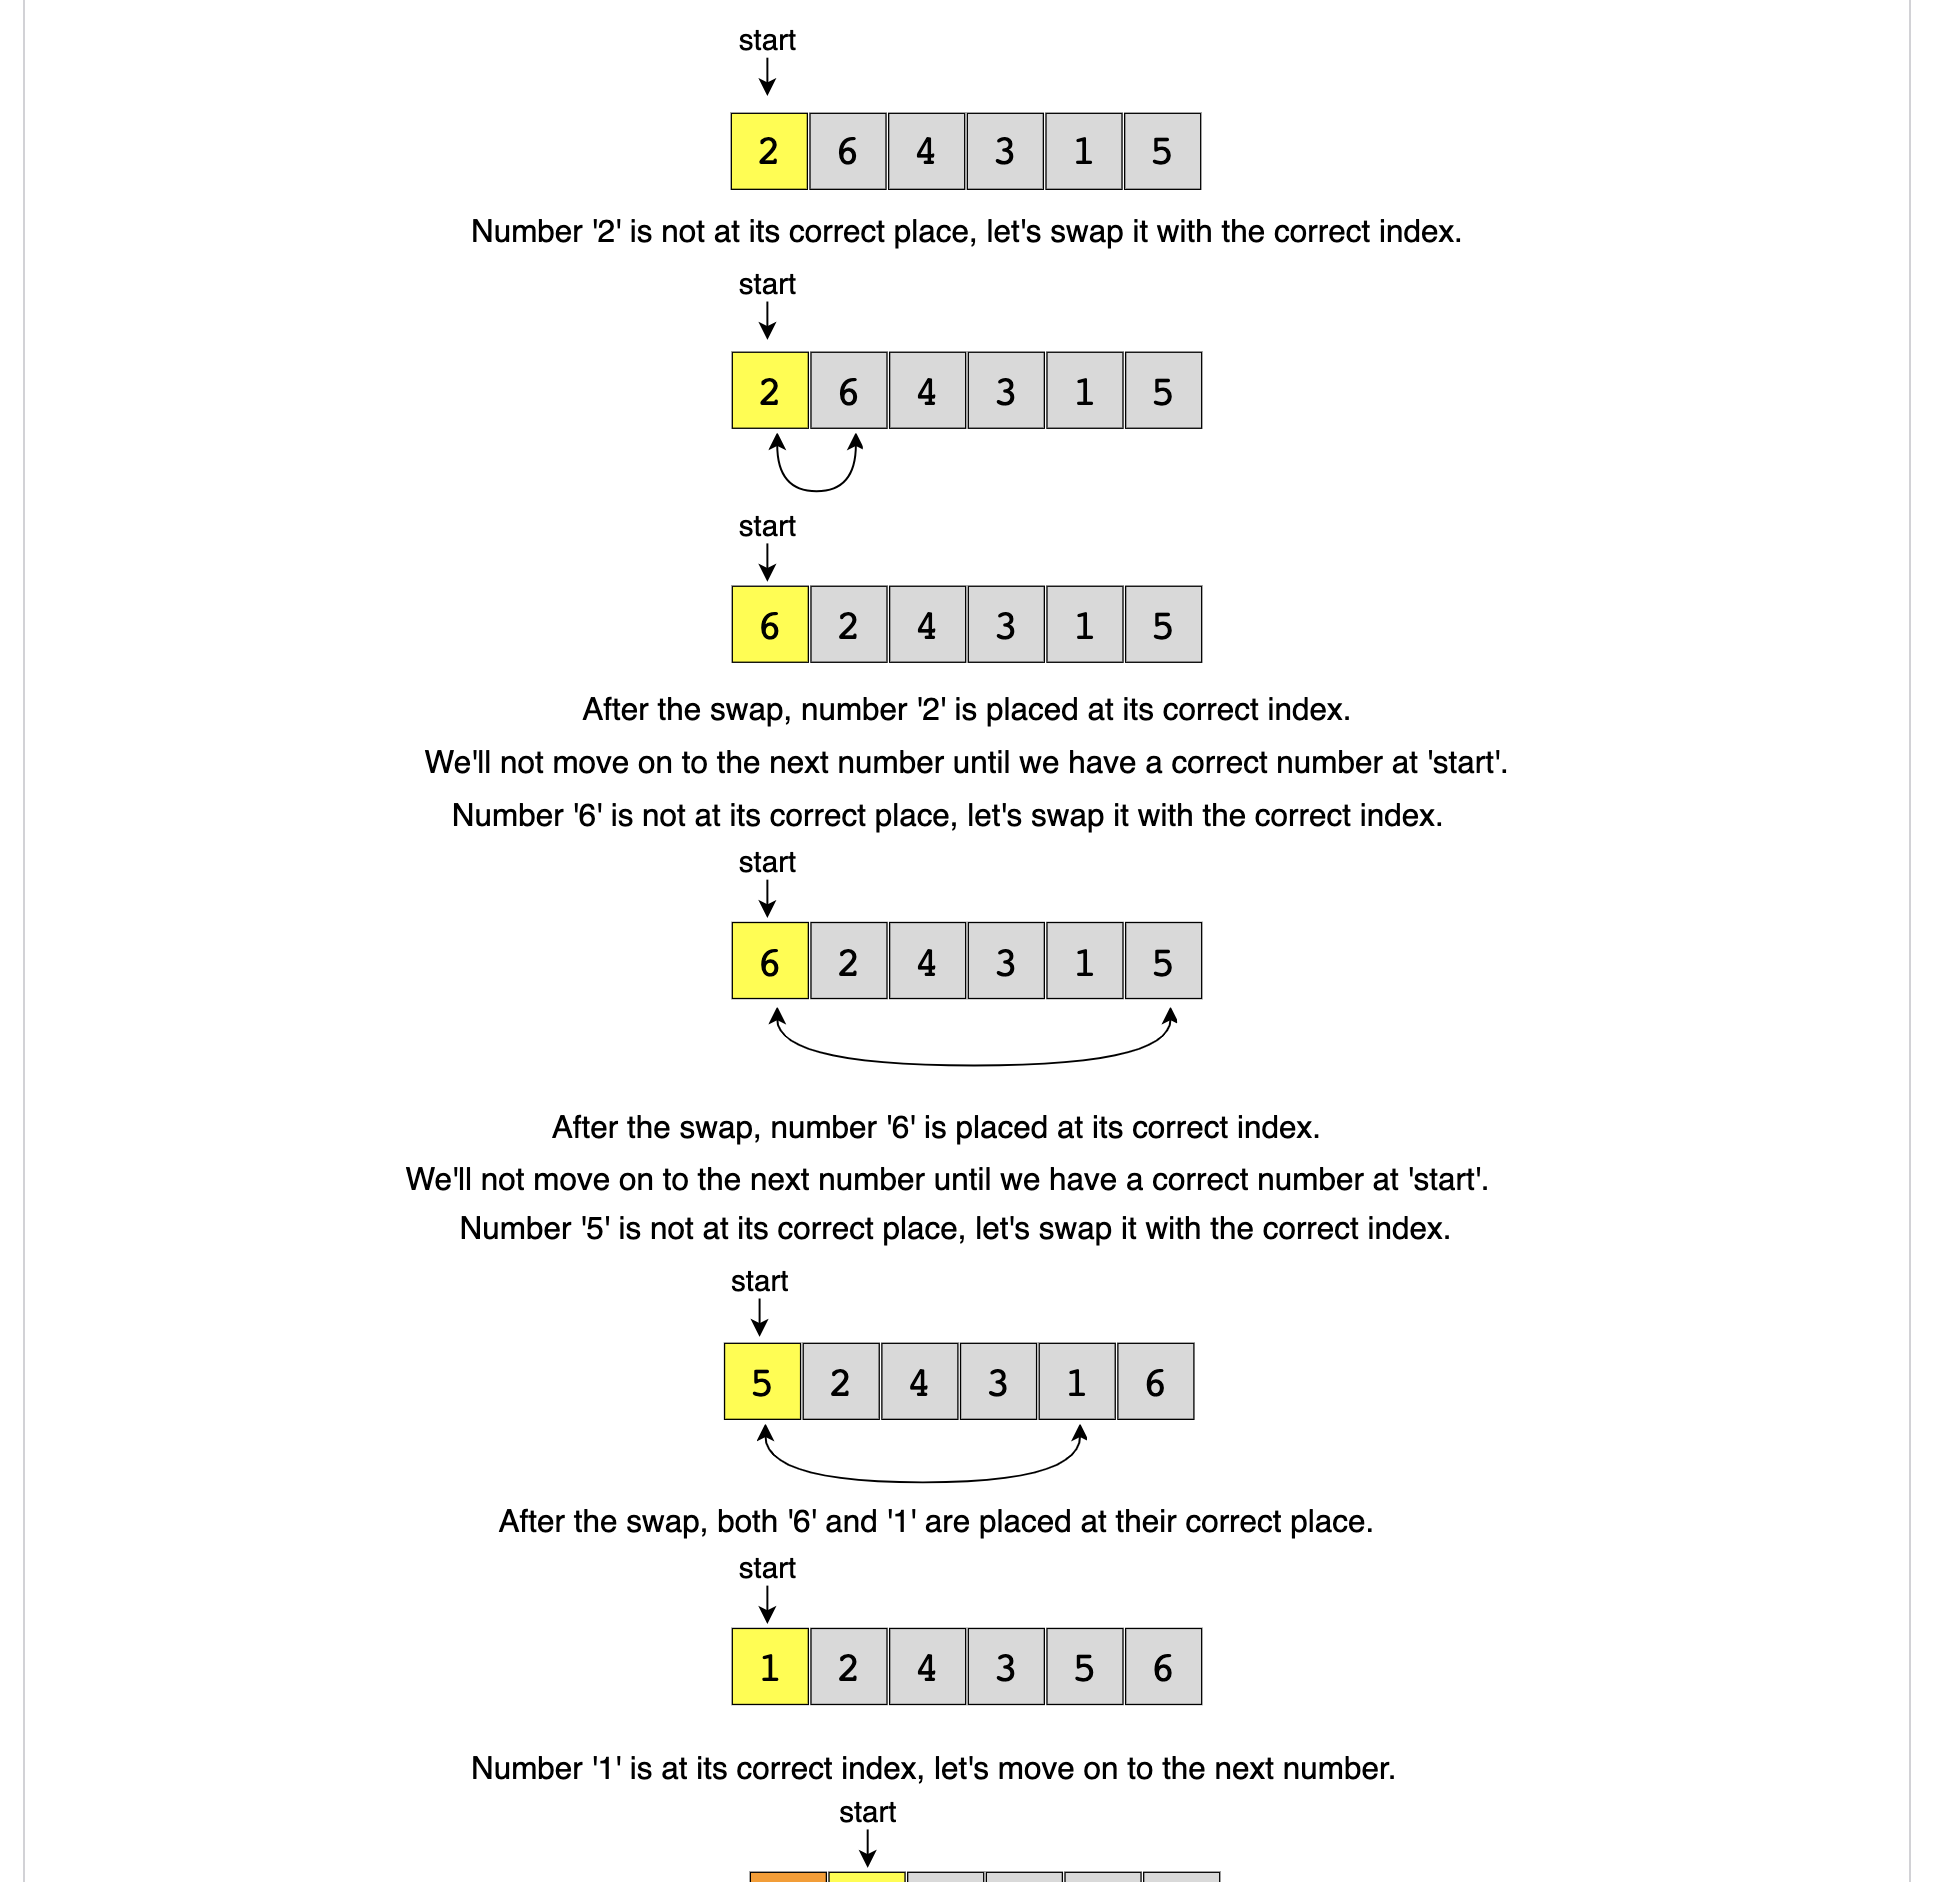 start
2 6 4 3 1 5
Number '2' is not at its correct place, let's swap it with the correct index.
start
2 6 4 3 1 5
start
6 2 4 3 1 5
After the swap, number '2' is placed at its correct index.
We'll not move on to the next number until we have a correct number at 'start'.
Number '6' is not at its correct place, let's swap it with the correct index.
start
6 2 4 3 1 5
After the swap, number '6' is placed at its correct index.
We'll not move on to the next number until we have a correct number at 'start'.
Number '5' is not at its correct place, let's swap it with the correct index.
start
5 2 4 3 1 6
After the swap, both '6' and '1' are placed at their correct place.
start
1 2 4 3 5 6
Number '1' is at its correct index, let's move on to the next number.
start